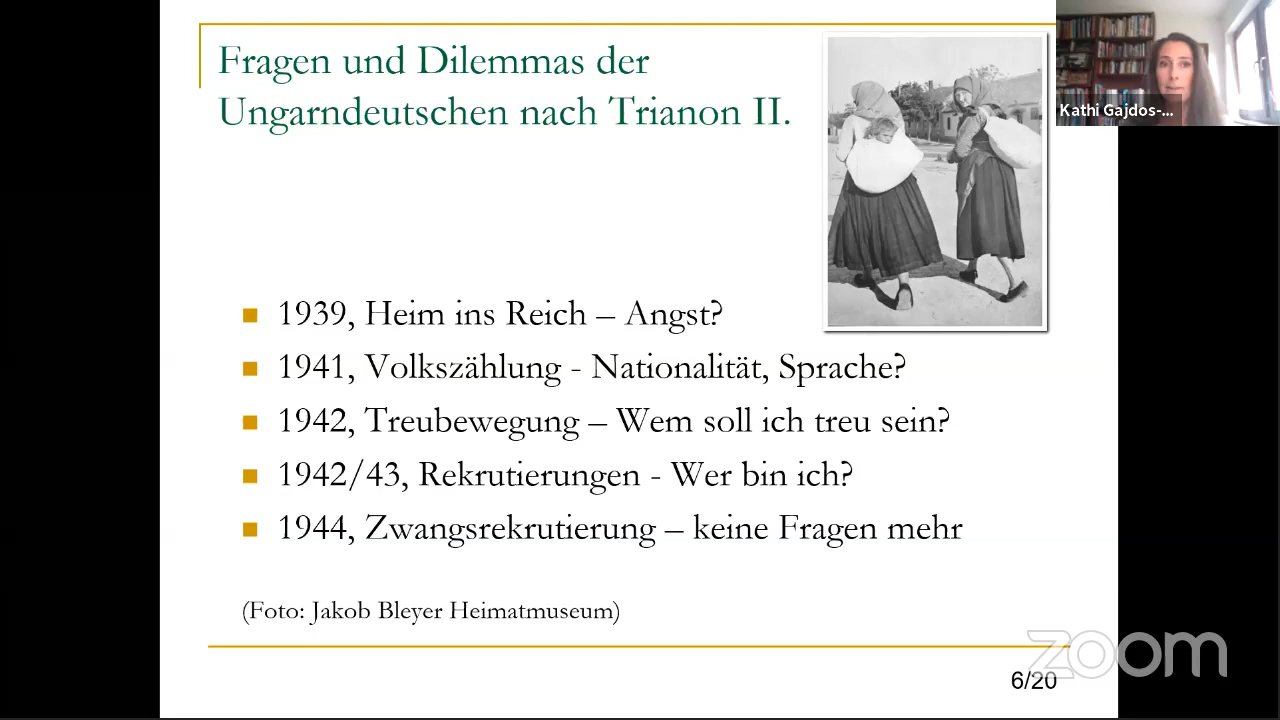 Fragen und Dilemmas der
Ungarndeutschen nach Trianon II.
Kathi Gajdos-...
1939, Heim ins Reich – Angst?
1941, Volkszählung - Nationalität, Sprache?
1942, Treubewegung – Wem soll ich treu sein?
1942/43, Rekrutierungen - Wer bin ich?
1944, Zwangsrekrutierung – keine Fragen mehr
(Foto: Jakob Bleyer Heimatmuseum)
zoom
6/20